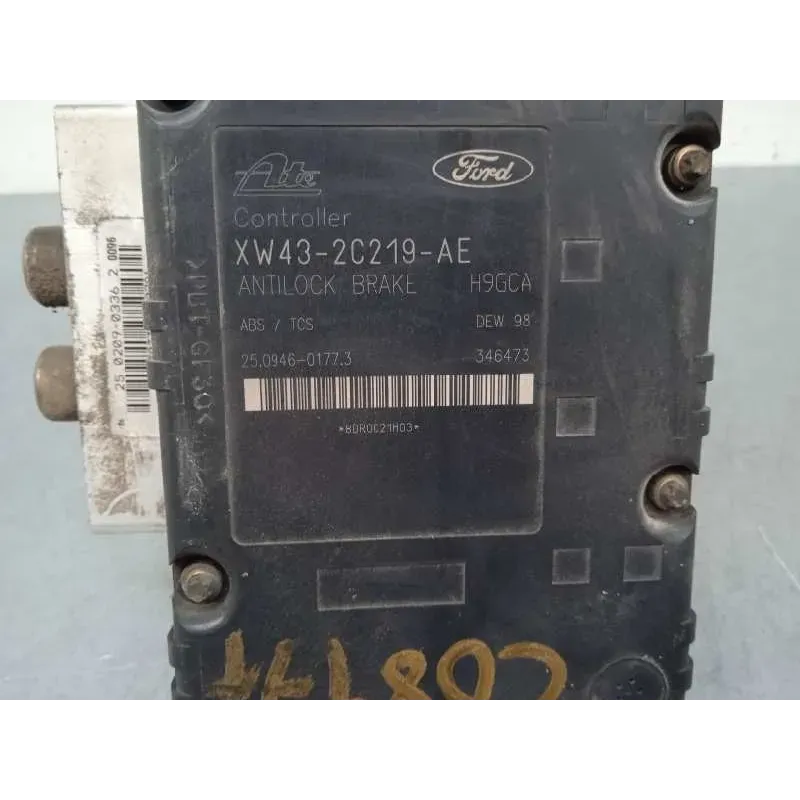 Ate Ford
Controller
XW43-2C219-AE
ANTILOCK BRAKE H9GCA
ABS / TCS DEW 98
25.0946-0177.3 346473
*8DR0C21H03*
25 0209-0336 2 0096